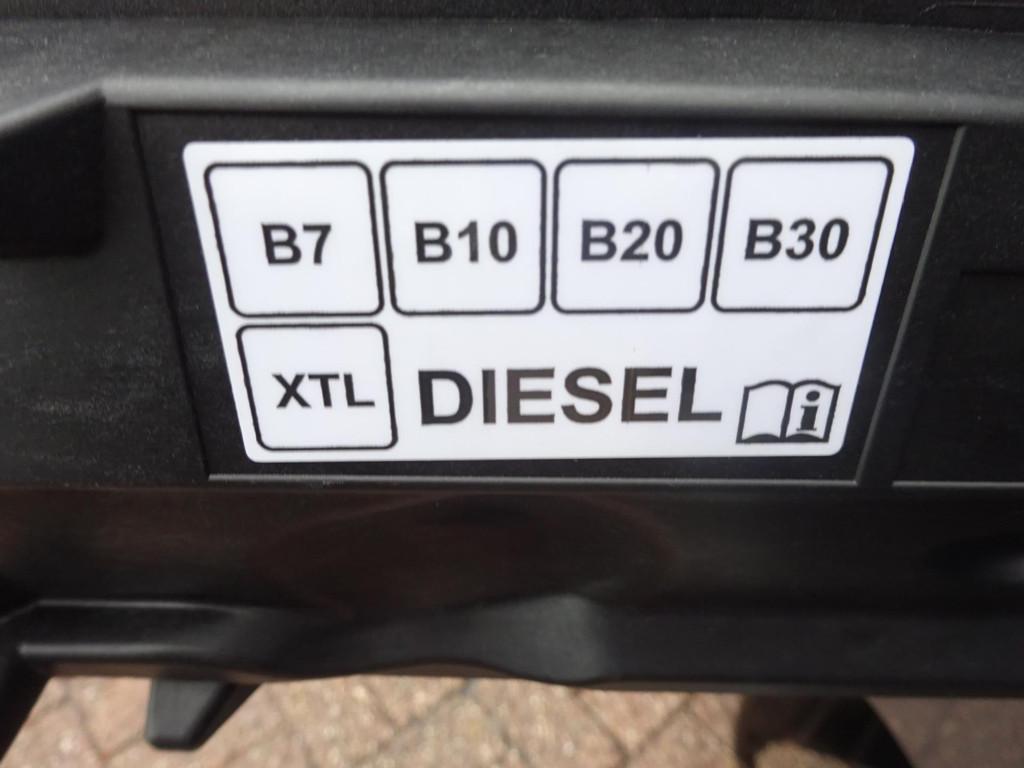 B7 B10 B20 B30
XTL DIESEL i